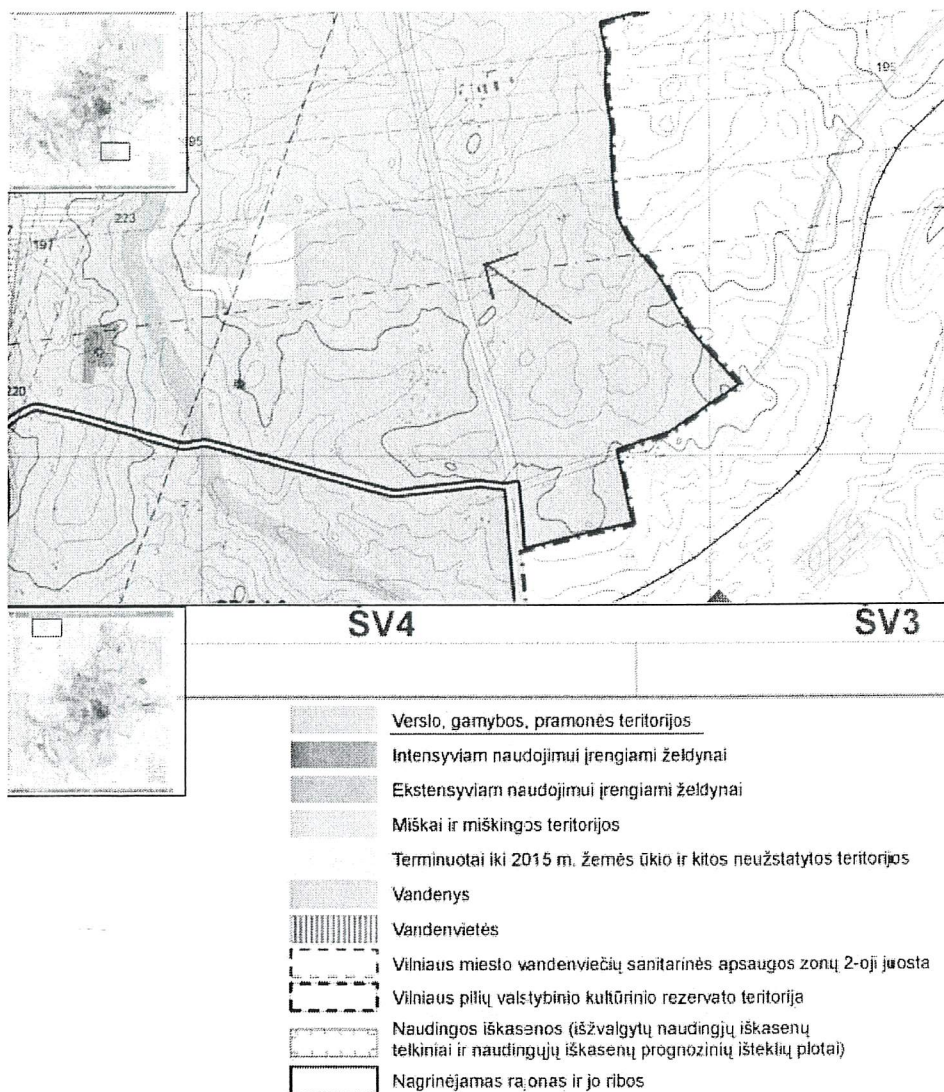 195
195
223
197
220
SV4
SV3
Verslo, gamybos, pramonės teritorijos
Intensyviam naudojimui įrengiami želdynai
Ekstensyviam naudojimui įrengiami želdynai
Miškai ir miškingos teritorijos
Terminuotai iki 2015 m. žemės ūkio ir kitos neužstatytos teritorijos
Vandenys
Vandenvietės
Vilniaus miesto vandenviečių sanitarinės apsaugos zonų 2-oji juosta
Vilniaus pilių valstybinio kultūrinio rezervato teritorija
Naudingos iškasenos (išžvalgytų naudingjų iškasenų
telkiniai ir naudingųjų iškasenų prognozinių išteklių plotai)
Nagrinėjamas rajonas ir jo ribos